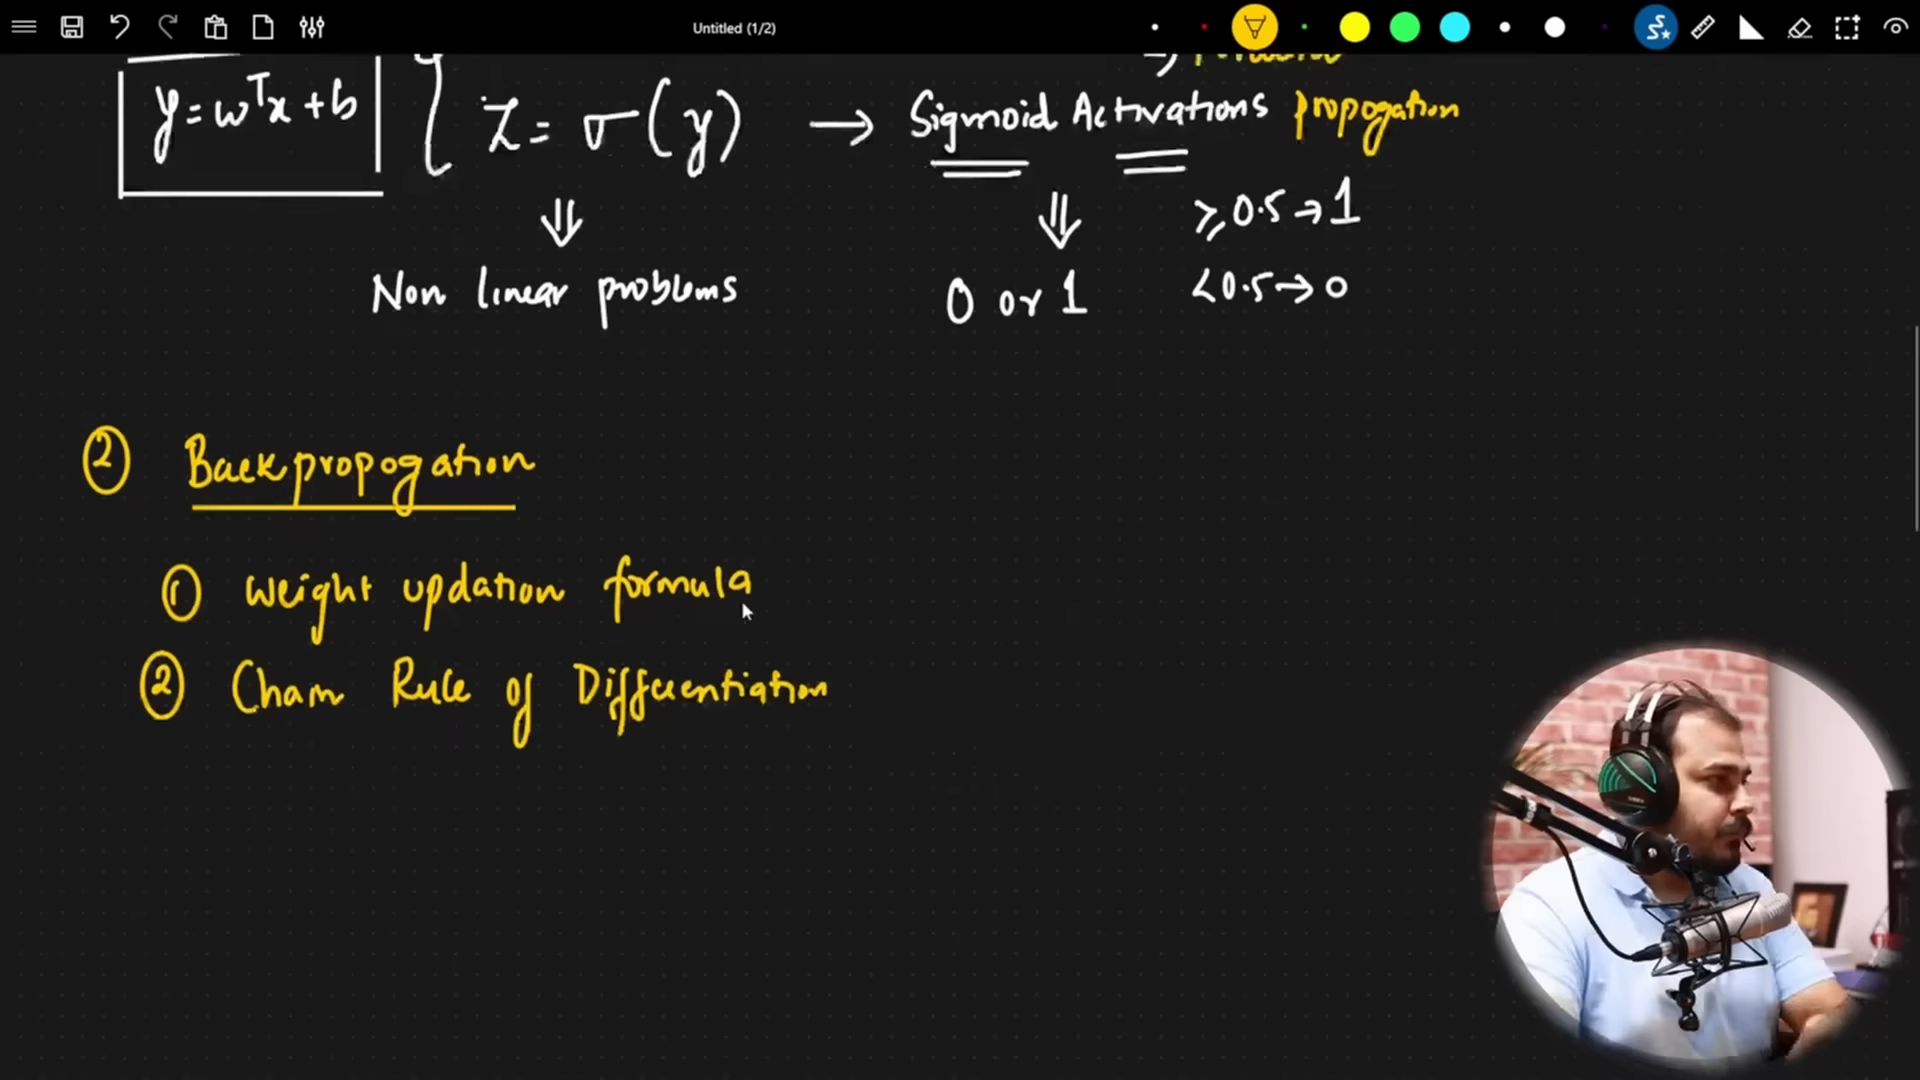 Untitled (1/2)
y = wᵀx + b
z = σ(y) → Sigmoid Activations propogation
⇓ ⇓ ≥0.5→1
Non linear problems 0 or 1 <0.5→0
② Backpropogation
① Weight updation formula
② Chain Rule of Differentiation